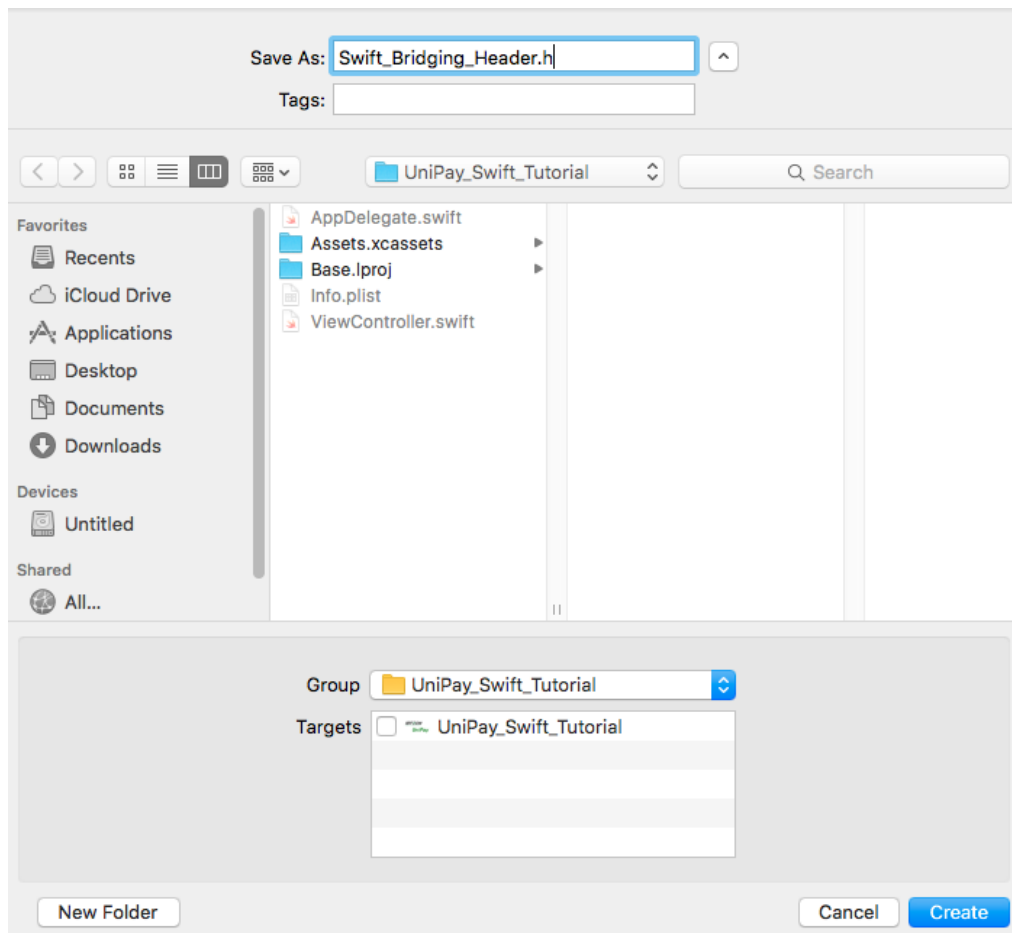 Save As: Swift_Bridging_Header.h
Tags:
UniPay_Swift_Tutorial
Search
Favorites
Recents
iCloud Drive
Applications
Desktop
Documents
Downloads
Devices
Untitled
Shared
All...
AppDelegate.swift
Assets.xcassets
Base.lproj
Info.plist
ViewController.swift
Group UniPay_Swift_Tutorial
Targets UniPay_Swift_Tutorial
New Folder
Cancel
Create